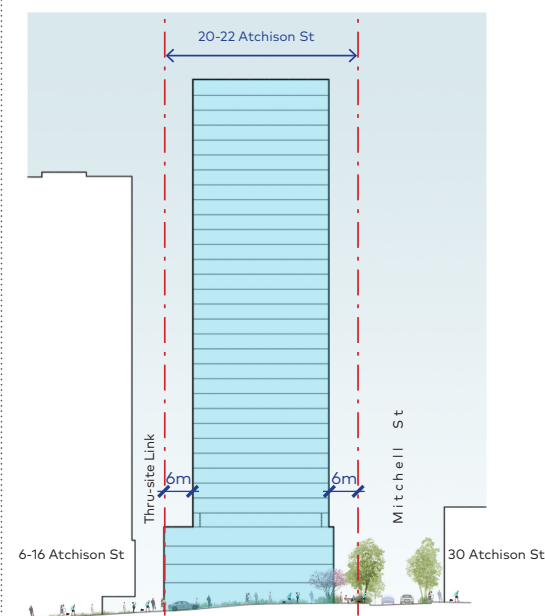 20-22 Atchison St
Thru-site Link
6m
6m
Mitchell St
6-16 Atchison St
30 Atchison St